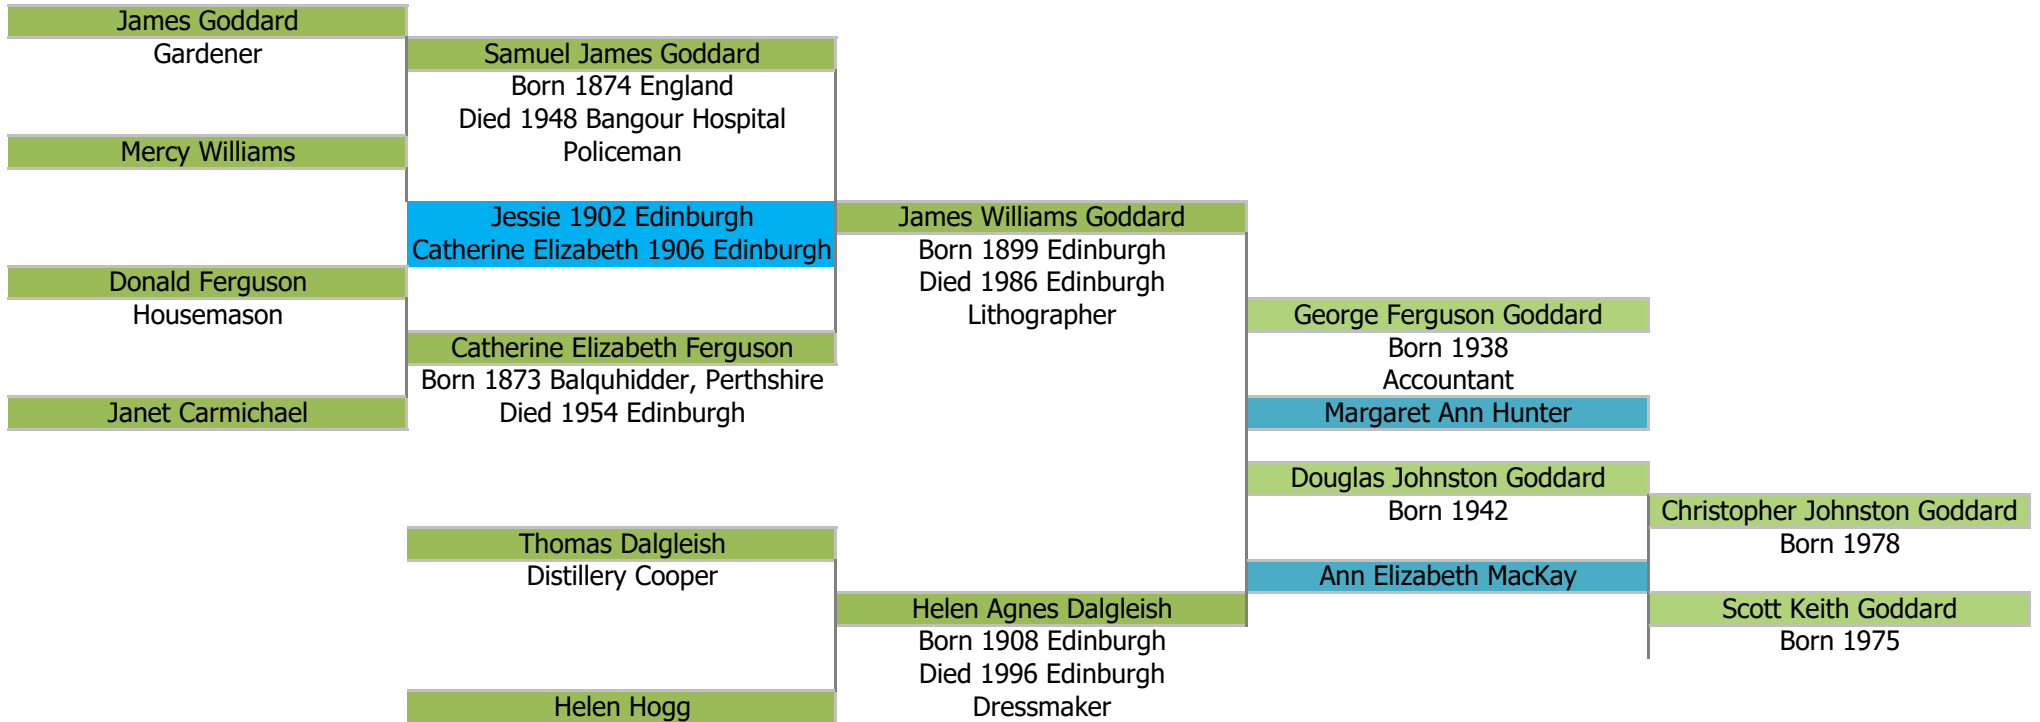 James Goddard
Gardener
Mercy Williams
Donald Ferguson
Housemason
Janet Carmichael
Samuel James Goddard
Born 1874 England
Died 1948 Bangour Hospital
Policeman
Jessie 1902 Edinburgh
Catherine Elizabeth 1906 Edinburgh
Catherine Elizabeth Ferguson
Born 1873 Balquhidder, Perthshire
Died 1954 Edinburgh
Thomas Dalgleish
Distillery Cooper
Helen Hogg
James Williams Goddard
Born 1899 Edinburgh
Died 1986 Edinburgh
Lithographer
Helen Agnes Dalgleish
Born 1908 Edinburgh
Died 1996 Edinburgh
Dressmaker
George Ferguson Goddard
Born 1938
Accountant
Margaret Ann Hunter
Douglas Johnston Goddard
Born 1942
Ann Elizabeth MacKay
Christopher Johnston Goddard
Born 1978
Scott Keith Goddard
Born 1975